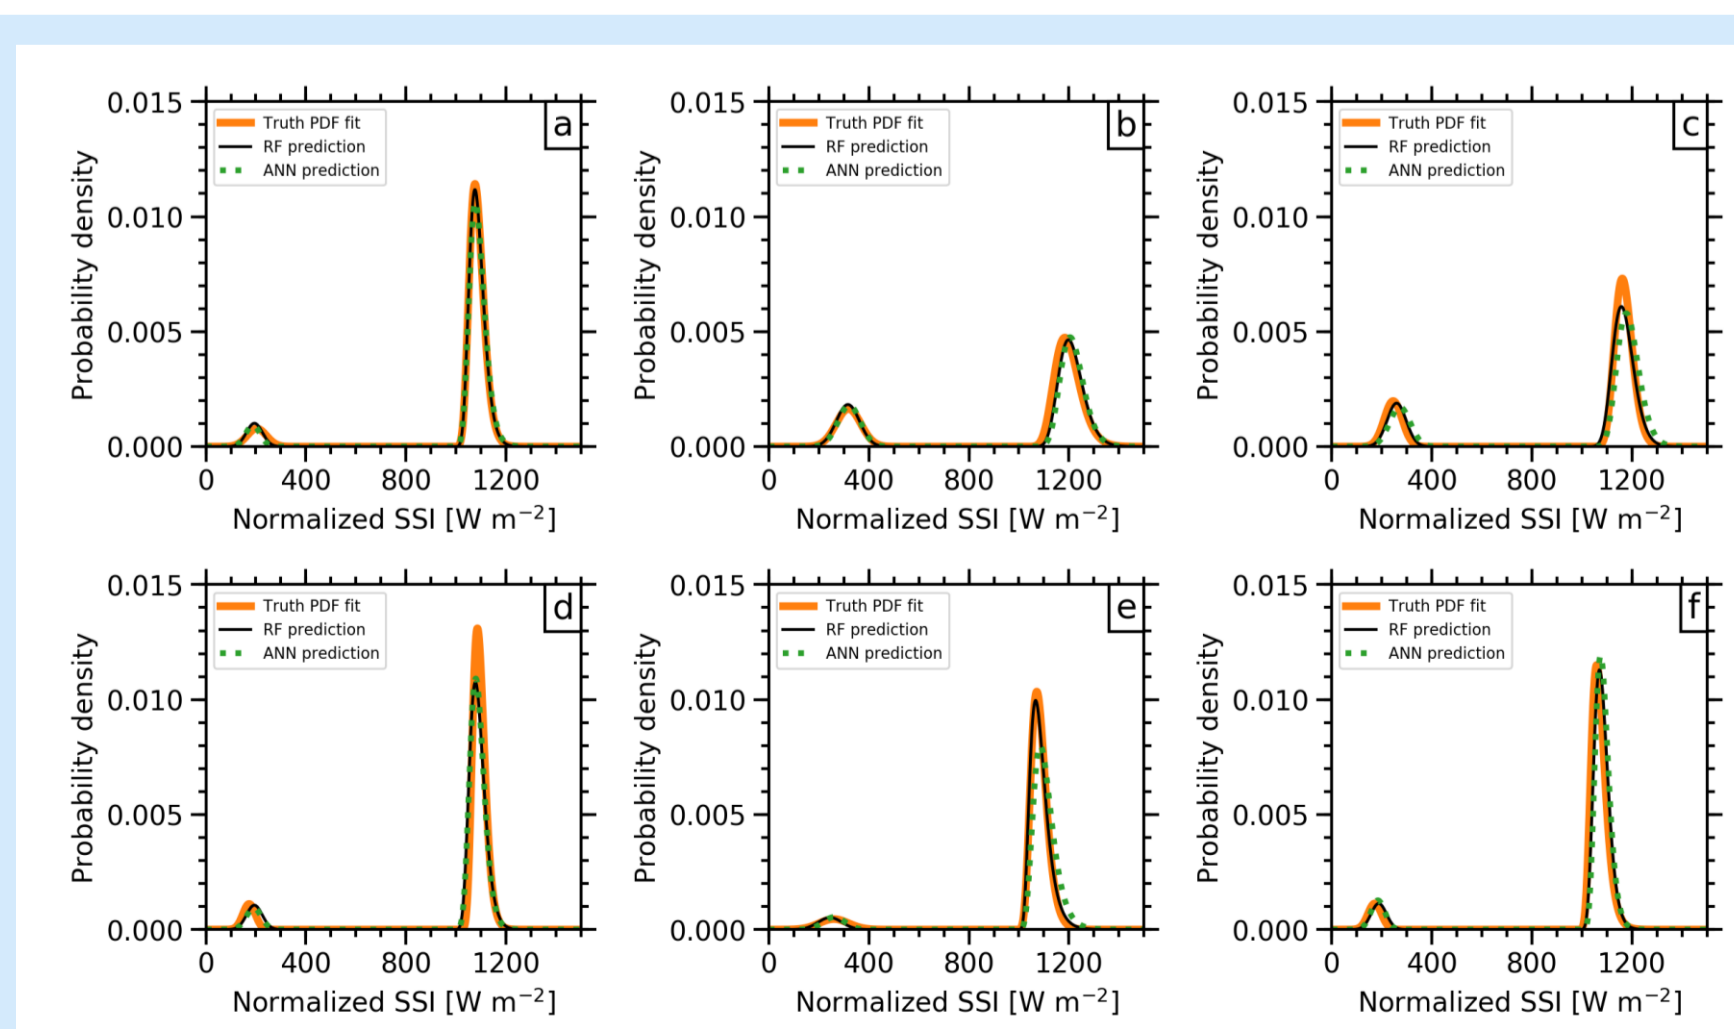 a
Truth PDF fit
RF prediction
ANN prediction
0.015
0.010
0.005
0.000
Probability density
0 400 800 1200
Normalized SSI [W m⁻²]
b
Truth PDF fit
RF prediction
ANN prediction
0.015
0.010
0.005
0.000
Probability density
0 400 800 1200
Normalized SSI [W m⁻²]
c
Truth PDF fit
RF prediction
ANN prediction
0.015
0.010
0.005
0.000
Probability density
0 400 800 1200
Normalized SSI [W m⁻²]
d
Truth PDF fit
RF prediction
ANN prediction
0.015
0.010
0.005
0.000
Probability density
0 400 800 1200
Normalized SSI [W m⁻²]
e
Truth PDF fit
RF prediction
ANN prediction
0.015
0.010
0.005
0.000
Probability density
0 400 800 1200
Normalized SSI [W m⁻²]
f
Truth PDF fit
RF prediction
ANN prediction
0.015
0.010
0.005
0.000
Probability density
0 400 800 1200
Normalized SSI [W m⁻²]